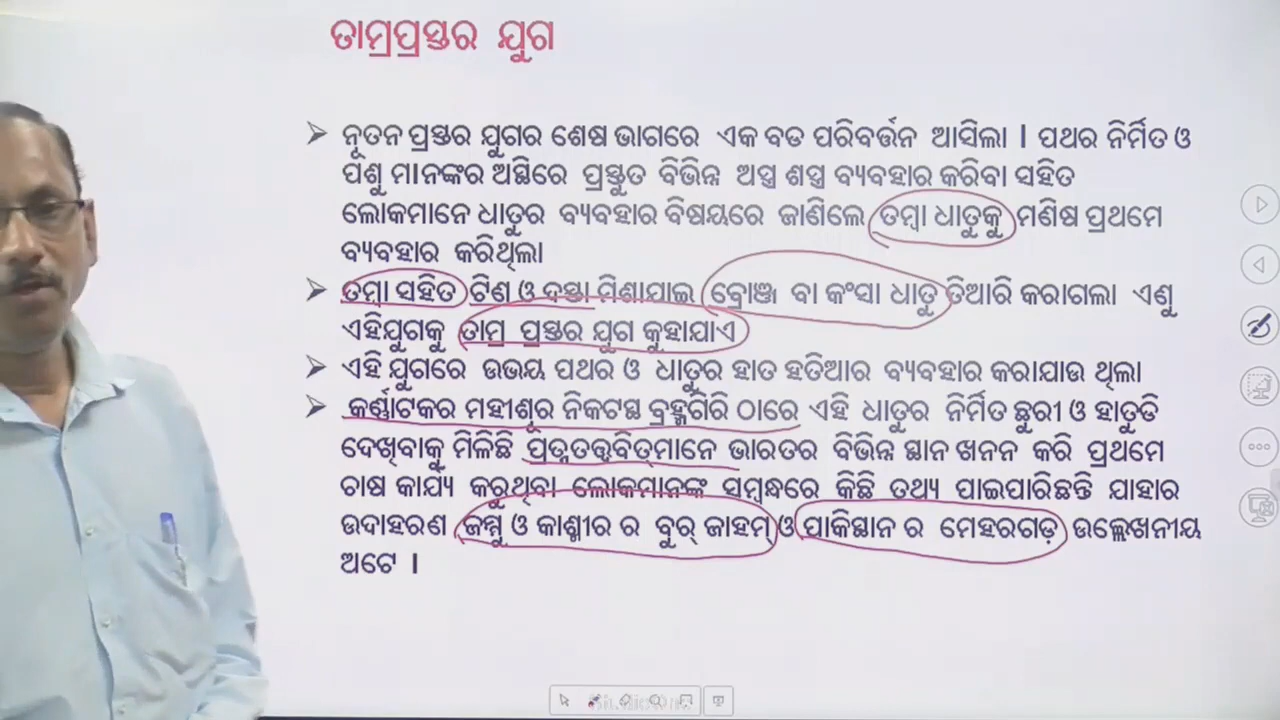 ତାମ୍ରପ୍ରସ୍ତର ଯୁଗ
➢ ନୂତନ ପ୍ରସ୍ତର ଯୁଗର ଶେଷ ଭାଗରେ ଏକ ବଡ ପରିବର୍ତ୍ତନ ଆସିଲା । ପଥର ନିର୍ମିତ ଓ
ପଶୁ ମାନଙ୍କର ଅସ୍ଥିରେ ପ୍ରସ୍ତୁତ ବିଭିନ୍ନ ଅସ୍ତ୍ର ଶସ୍ତ୍ର ବ୍ୟବହାର କରିବା ସହିତ
ଲୋକମାନେ ଧାତୁର ବ୍ୟବହାର ବିଷୟରେ ଜାଣିଲେ ତମ୍ବା ଧାତୁକୁ ମଣିଷ ପ୍ରଥମେ
ବ୍ୟବହାର କରିଥିଲା
➢ ତମ୍ବା ସହିତ ଟିଣ ଓ ଦସ୍ତା ମିଶାଯାଇ ବ୍ରୋଞ୍ଜ ବା କଂସା ଧାତୁ ତିଆରି କରାଗଲା ଏଣୁ
ଏହିଯୁଗକୁ ତାମ୍ର ପ୍ରସ୍ତର ଯୁଗ କୁହାଯାଏ
➢ ଏହି ଯୁଗରେ ଉଭୟ ପଥର ଓ ଧାତୁର ହାତ ହତିଆର ବ୍ୟବହାର କରାଯାଉ ଥିଲା
➢ କର୍ଣ୍ଣାଟକର ମହୀଶୂର ନିକଟସ୍ଥ ବ୍ରହ୍ମଗିରି ଠାରେ ଏହି ଧାତୁର ନିର୍ମିତ ଛୁରୀ ଓ ହାତୁଡି
ଦେଖିବାକୁ ମିଳିଛି ପ୍ରତ୍ନତତ୍ତ୍ୱବିତ୍‌ମାନେ ଭାରତର ବିଭିନ୍ନ ସ୍ଥାନ ଖନନ କରି ପ୍ରଥମେ
ଚାଷ କାଯ୍ୟ କରୁଥିବା ଲୋକମାନଙ୍କ ସମ୍ବନ୍ଧରେ କିଛି ତଥ୍ୟ ପାଇପାରିଛନ୍ତି ଯାହାର
ଉଦାହରଣ ଜମ୍ମୁ ଓ କାଶ୍ମୀର ର ବୁର୍ ଜାହମ୍ ଓ ପାକିସ୍ଥାନ ର ମେହରଗଡ଼ ଉଲ୍ଲେଖନୀୟ
ଅଟେ ।